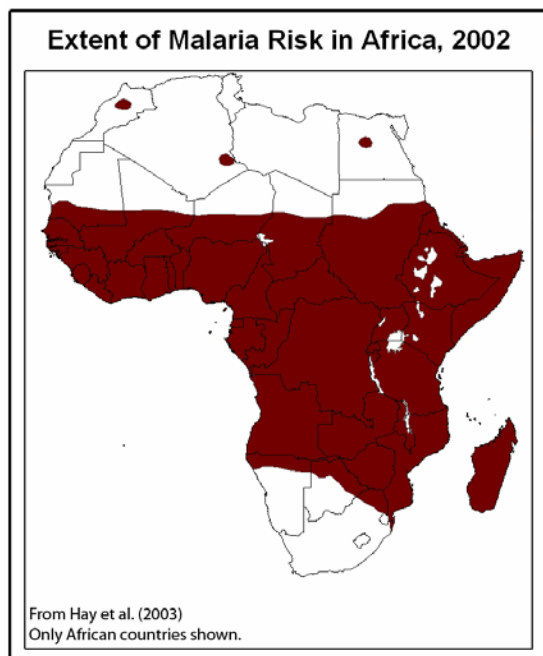 Extent of Malaria Risk in Africa, 2002
From Hay et al. (2003)
Only African countries shown.